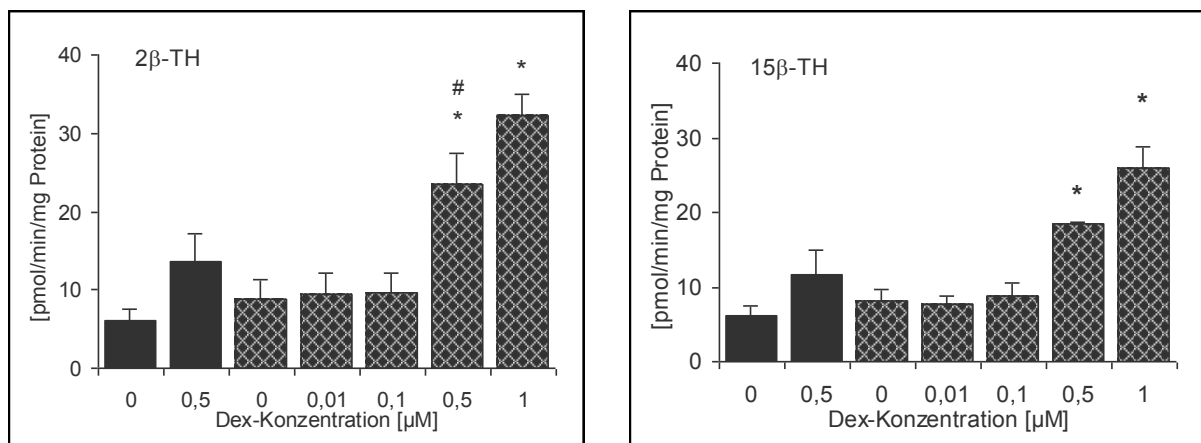 2β-TH
[pmol/min/mg Protein]
40
30
20
10
0
#
*
*
0 0,5 0 0,01 0,1 0,5 1
Dex-Konzentration [µM]
15β-TH
[pmol/min/mg Protein]
40
30
20
10
0
*
*
0 0,5 0 0,01 0,1 0,5 1
Dex-Konzentration [µM]